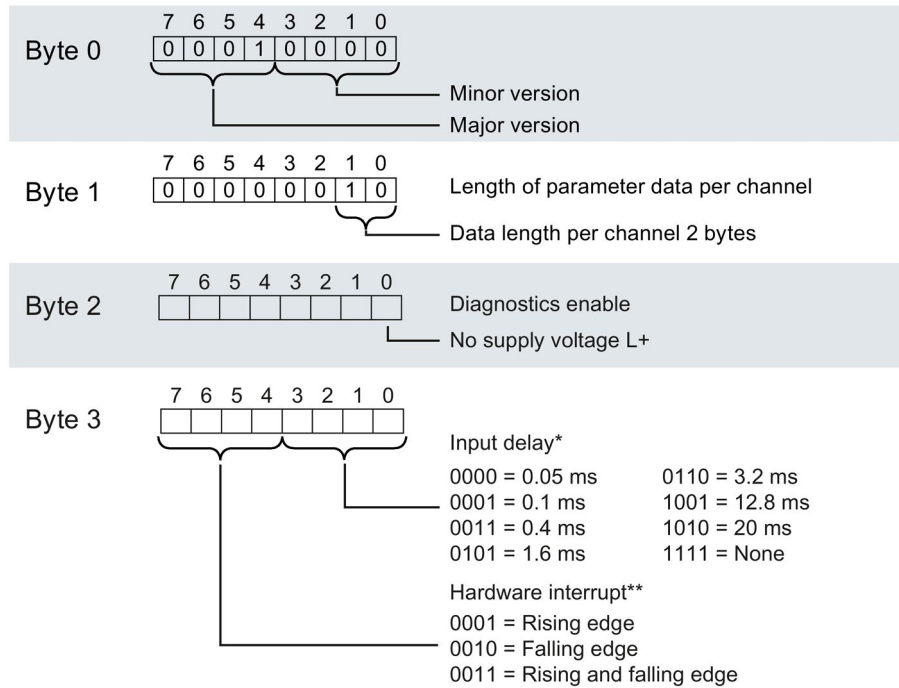 7 6 5 4 3 2 1 0
Byte 0 0 0 0 1 0 0 0 0
Minor version
Major version
7 6 5 4 3 2 1 0
Byte 1 0 0 0 0 0 0 1 0 Length of parameter data per channel
Data length per channel 2 bytes
7 6 5 4 3 2 1 0
Byte 2 Diagnostics enable
No supply voltage L+
7 6 5 4 3 2 1 0
Byte 3
Input delay*
0000 = 0.05 ms 0110 = 3.2 ms
0001 = 0.1 ms 1001 = 12.8 ms
0011 = 0.4 ms 1010 = 20 ms
0101 = 1.6 ms 1111 = None
Hardware interrupt**
0001 = Rising edge
0010 = Falling edge
0011 = Rising and falling edge